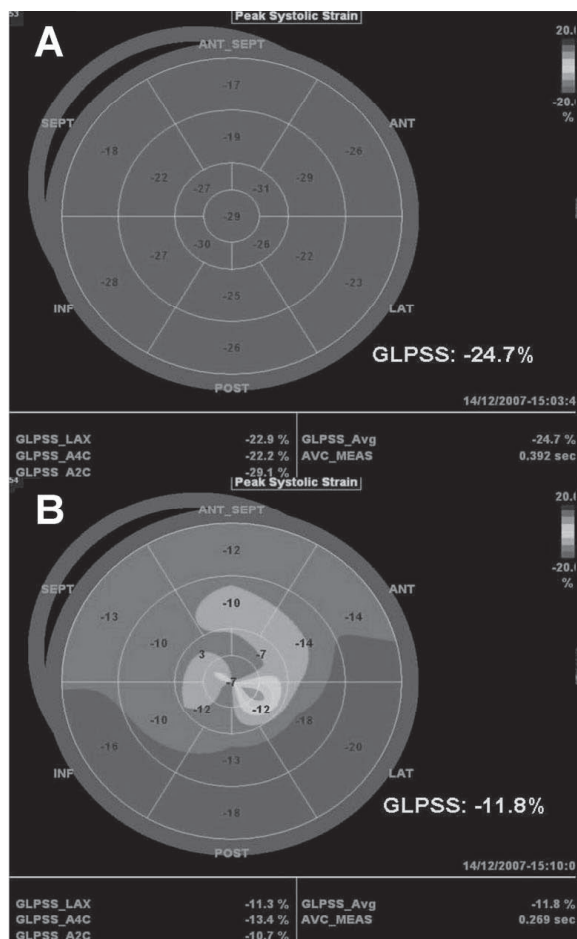 53
Peak Systolic Strain
A
20.
-20.
%
ANT_SEPT
-17
SEPT
ANT
-18
-19
-26
-22
-27
-31
-29
-29
-27
-30
-26
-22
-28
-25
-23
INF
LAT
-26
POST
GLPSS: -24.7%
14/12/2007-15:03:4
GLPSS_LAX -22.9 % GLPSS_Avg -24.7 %
GLPSS_A4C -22.2 % AVC_MEAS 0.392 sec
GLPSS_A2C -29.1 %
54
Peak Systolic Strain
B
20.
-20.
%
ANT_SEPT
-12
SEPT
ANT
-13
-10
-14
-10
3
-7
-14
-7
-10
-12
-12
-18
-16
-13
-20
INF
LAT
-18
POST
GLPSS: -11.8%
14/12/2007-15:10:0
GLPSS_LAX -11.3 % GLPSS_Avg -11.8 %
GLPSS_A4C -13.4 % AVC_MEAS 0.269 sec
GLPSS_A2C -10.7 %